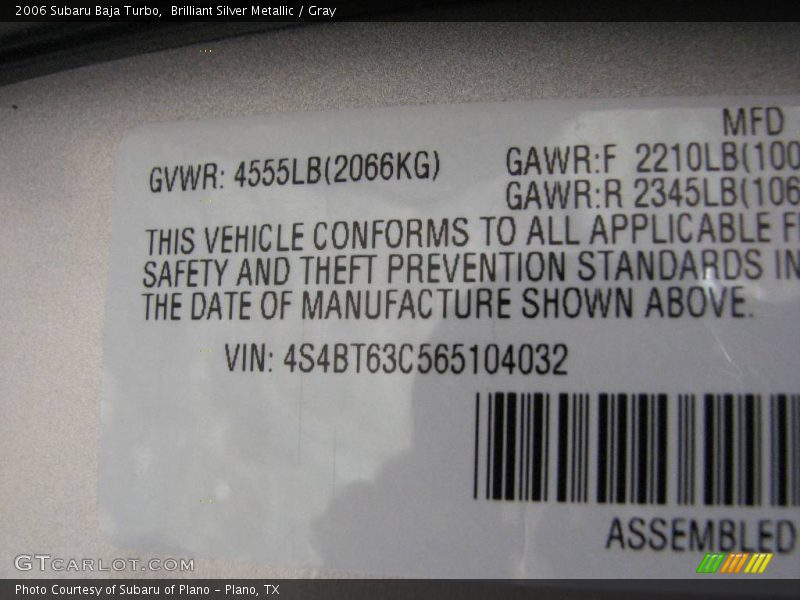 2006 Subaru Baja Turbo,  Brilliant Silver Metallic / Gray
MFD
GVWR: 4555LB(2066KG) GAWR:F 2210LB(100
GAWR:R 2345LB(106
THIS VEHICLE CONFORMS TO ALL APPLICABLE F
SAFETY AND THEFT PREVENTION STANDARDS IN
THE DATE OF MANUFACTURE SHOWN ABOVE.
VIN: 4S4BT63C565104032
ASSEMBLED
GTCARLOT.COM
Photo Courtesy of Subaru of Plano - Plano, TX